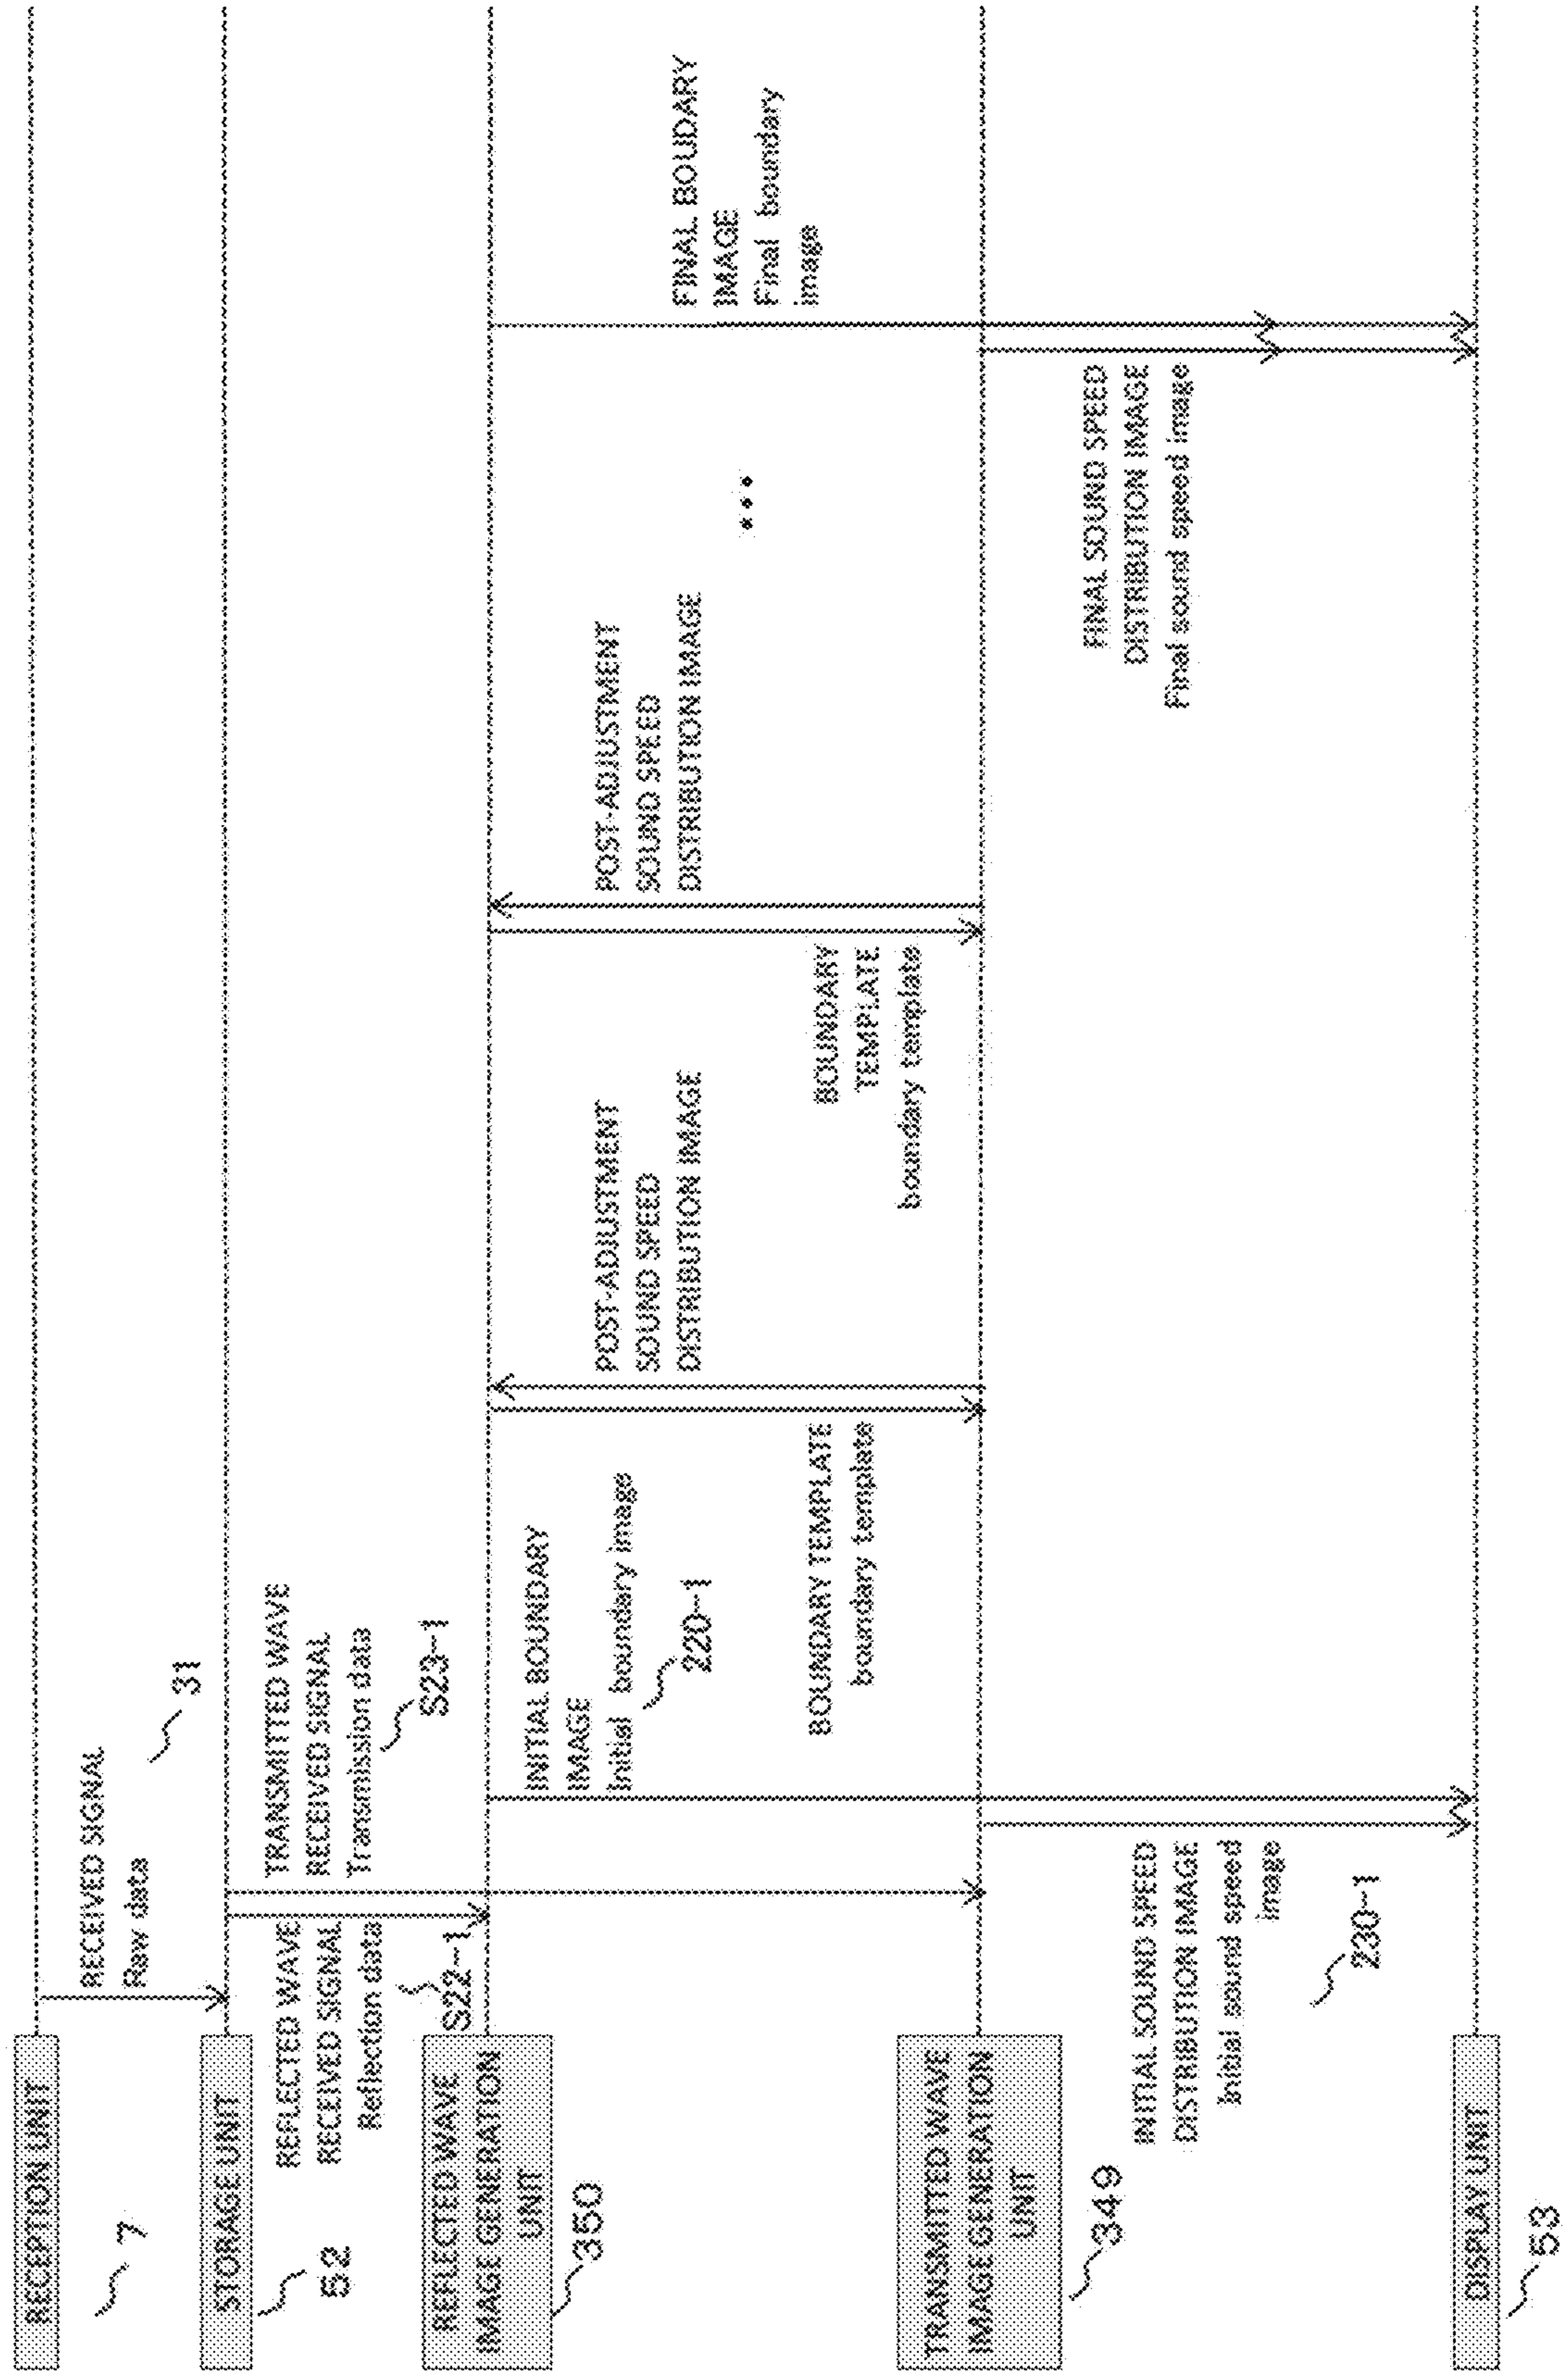 RECEPTION UNIT
7
STORAGE UNIT
52
REFLECTED WAVE
IMAGE GENERATION
UNIT
350
TRANSMITTED WAVE
IMAGE GENERATION
UNIT
349
DISPLAY UNIT
53
RECEIVED SIGNAL
Raw data
31
REFLECTED WAVE
RECEIVED SIGNAL
Reflection data
S22-1
TRANSMITTED WAVE
RECEIVED SIGNAL
Transmission data
S23-1
INITIAL SOUND SPEED
DISTRIBUTION IMAGE
Initial sound speed
image
230-1
INITIAL BOUNDARY
IMAGE
Initial boundary image
220-1
BOUNDARY TEMPLATE
boundary template
POST-ADJUSTMENT
SOUND SPEED
DISTRIBUTION IMAGE
BOUNDARY
TEMPLATE
boundary template
POST-ADJUSTMENT
SOUND SPEED
DISTRIBUTION IMAGE
...
FINAL SOUND SPEED
DISTRIBUTION IMAGE
Final sound speed image
FINAL BOUDARY
IMAGE
Final boundary
image